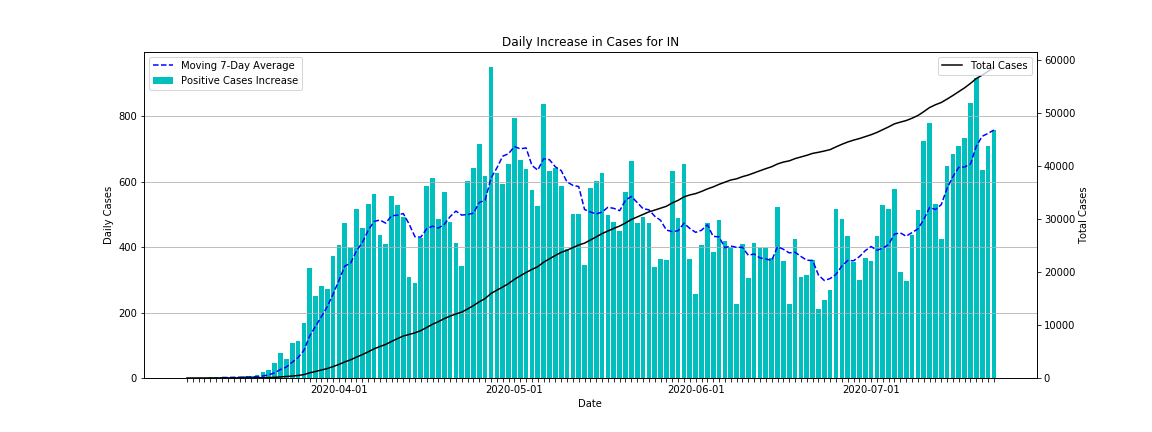 Daily Increase in Cases for IN
Moving 7-Day Average
Positive Cases Increase
Total Cases
Daily Cases
800
600
400
200
0
60000
50000
40000
30000
20000
10000
0
Total Cases
2020-04-01
2020-05-01
2020-06-01
2020-07-01
Date